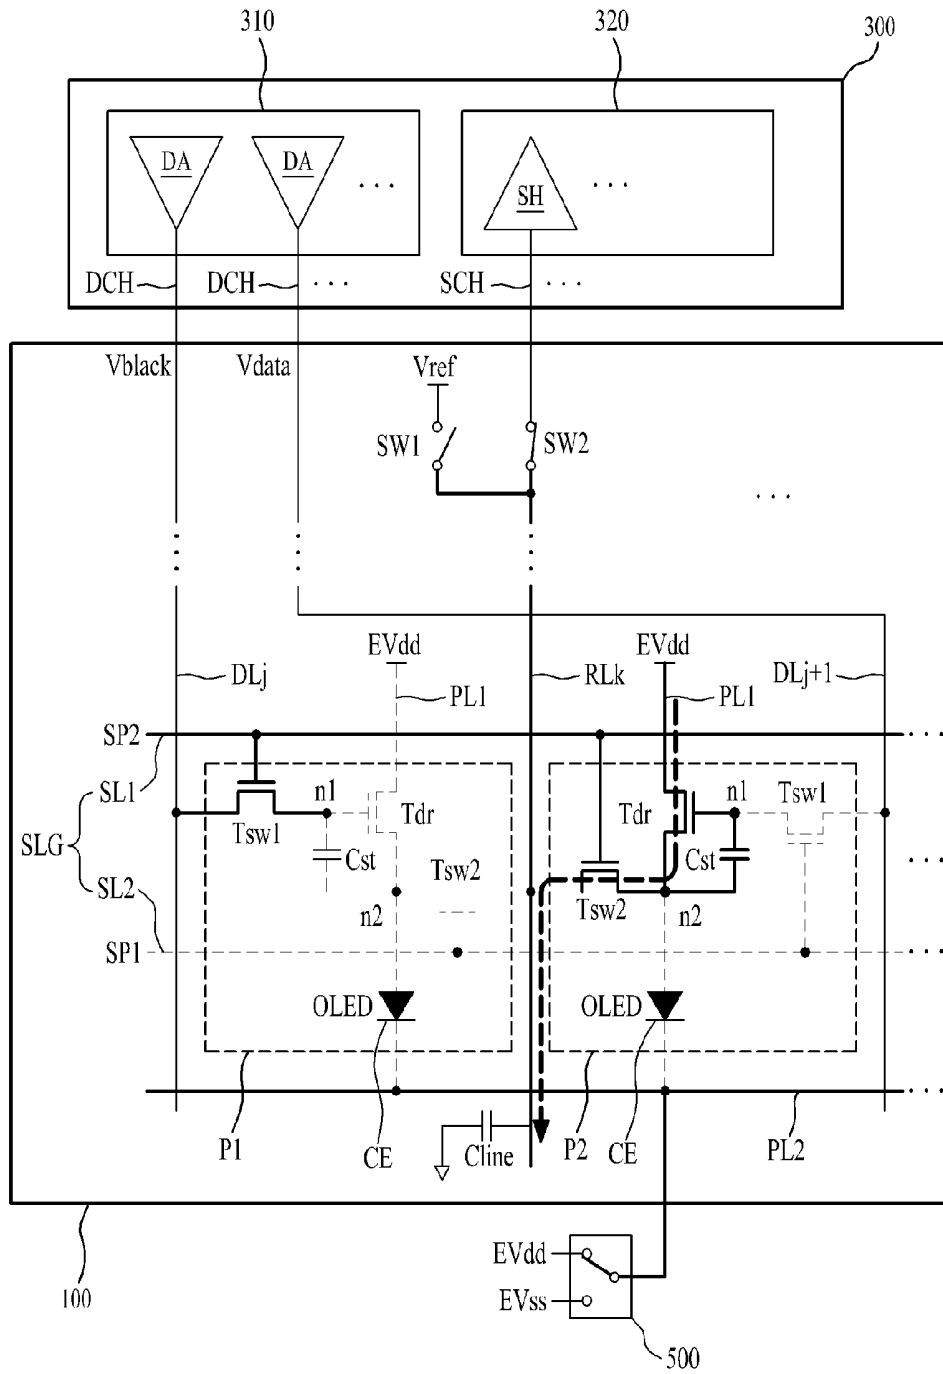 310 320 300
DA DA ... SH ...
DCH DCH ... SCH ...
Vblack Vdata Vref
SW1 SW2
...
EVdd EVdd
DLj PL1 RLk PL1 DLj+1
SP2 ...
SL1 n1 n1 Tsw1
Tsw1 Tdr Tdr
SLG Cst Cst ...
SL2 Tsw2 Tsw2
n2 n2
SP1 ...
OLED OLED
...
P1 CE Cline P2 CE PL2
EVdd
100 EVss
500